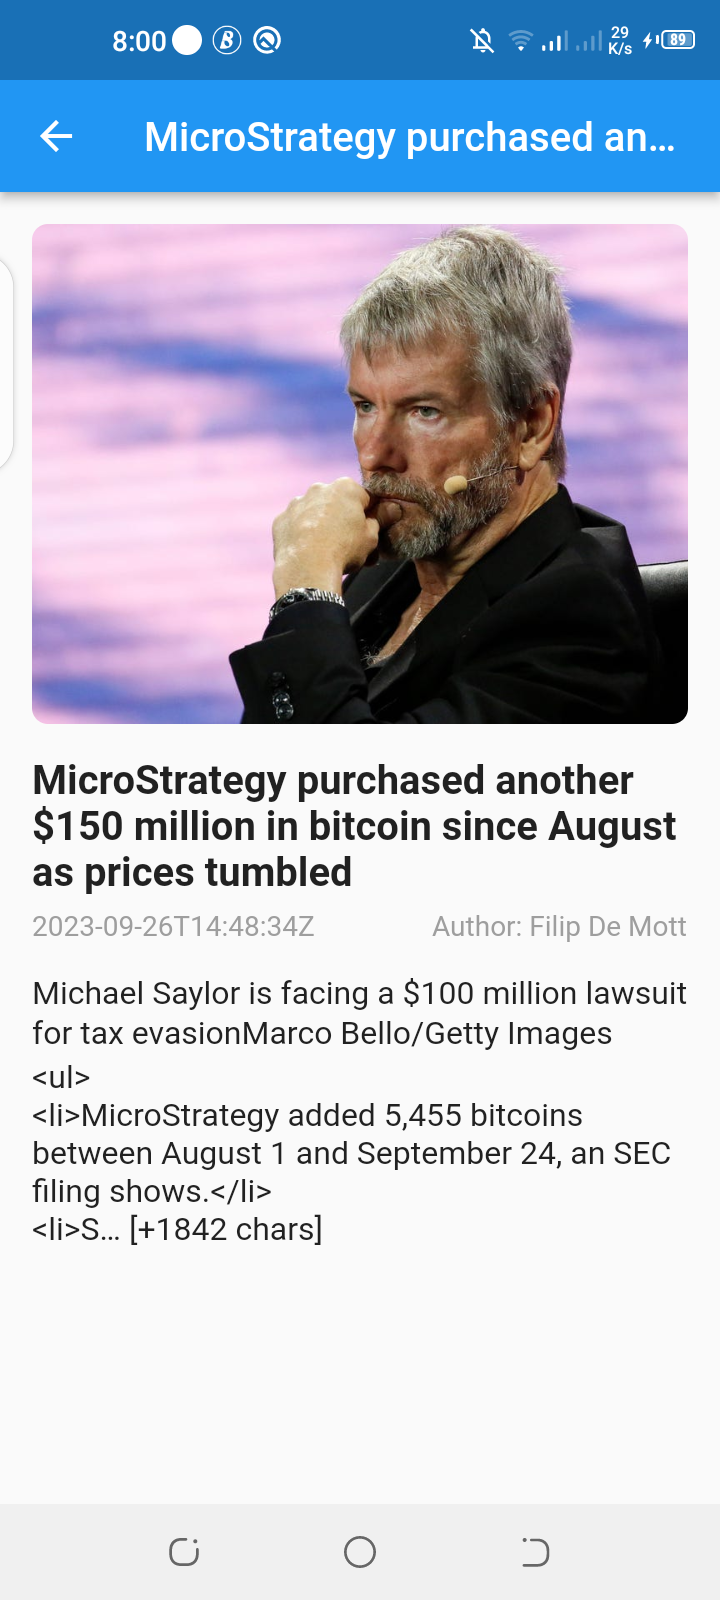 8:00
29
K/s
89
MicroStrategy purchased an...
MicroStrategy purchased another
$150 million in bitcoin since August
as prices tumbled
2023-09-26T14:48:34Z
Author: Filip De Mott
Michael Saylor is facing a $100 million lawsuit
for tax evasionMarco Bello/Getty Images
<ul>
<li>MicroStrategy added 5,455 bitcoins
between August 1 and September 24, an SEC
filing shows.</li>
<li>S… [+1842 chars]